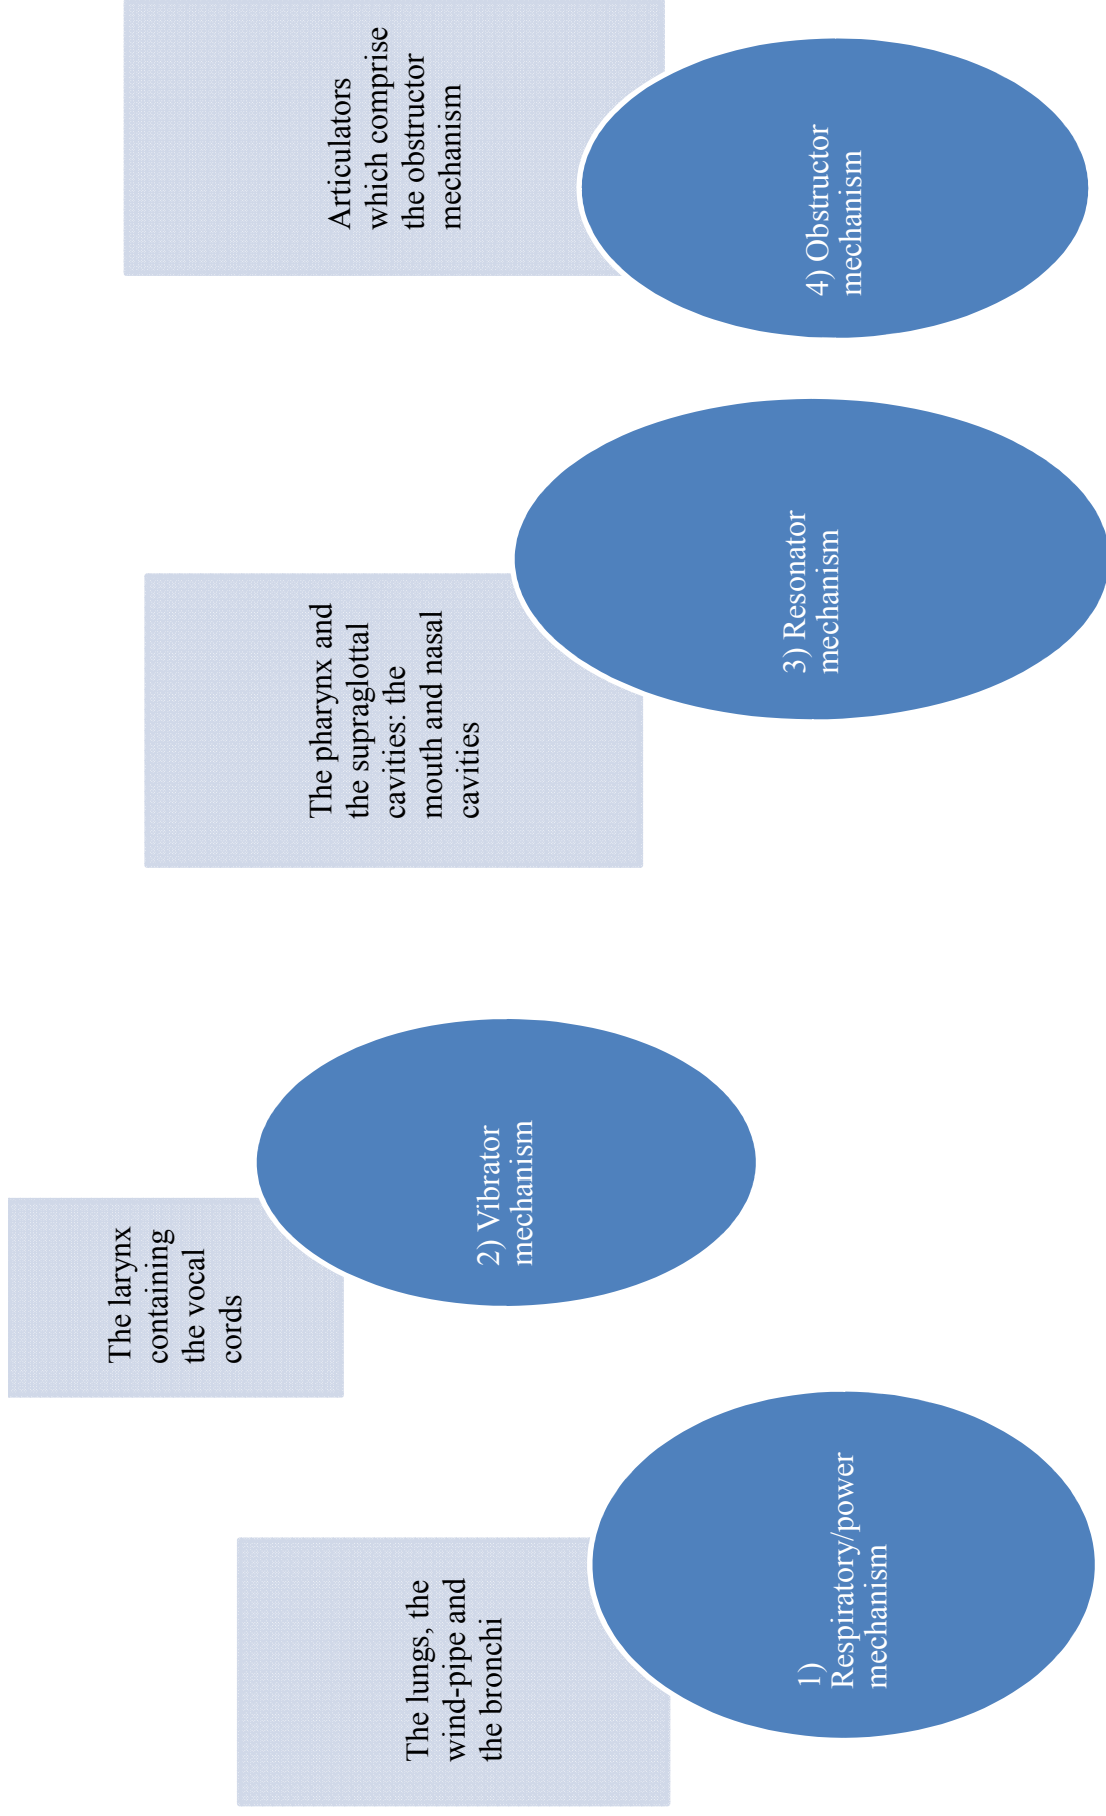 The lungs, the
wind-pipe and
the bronchi
1)
Respiratory/power
mechanism
The larynx
containing
the vocal
cords
2) Vibrator
mechanism
The pharynx and
the supraglottal
cavities: the
mouth and nasal
cavities
3) Resonator
mechanism
Articulators
which comprise
the obstructor
mechanism
4) Obstructor
mechanism